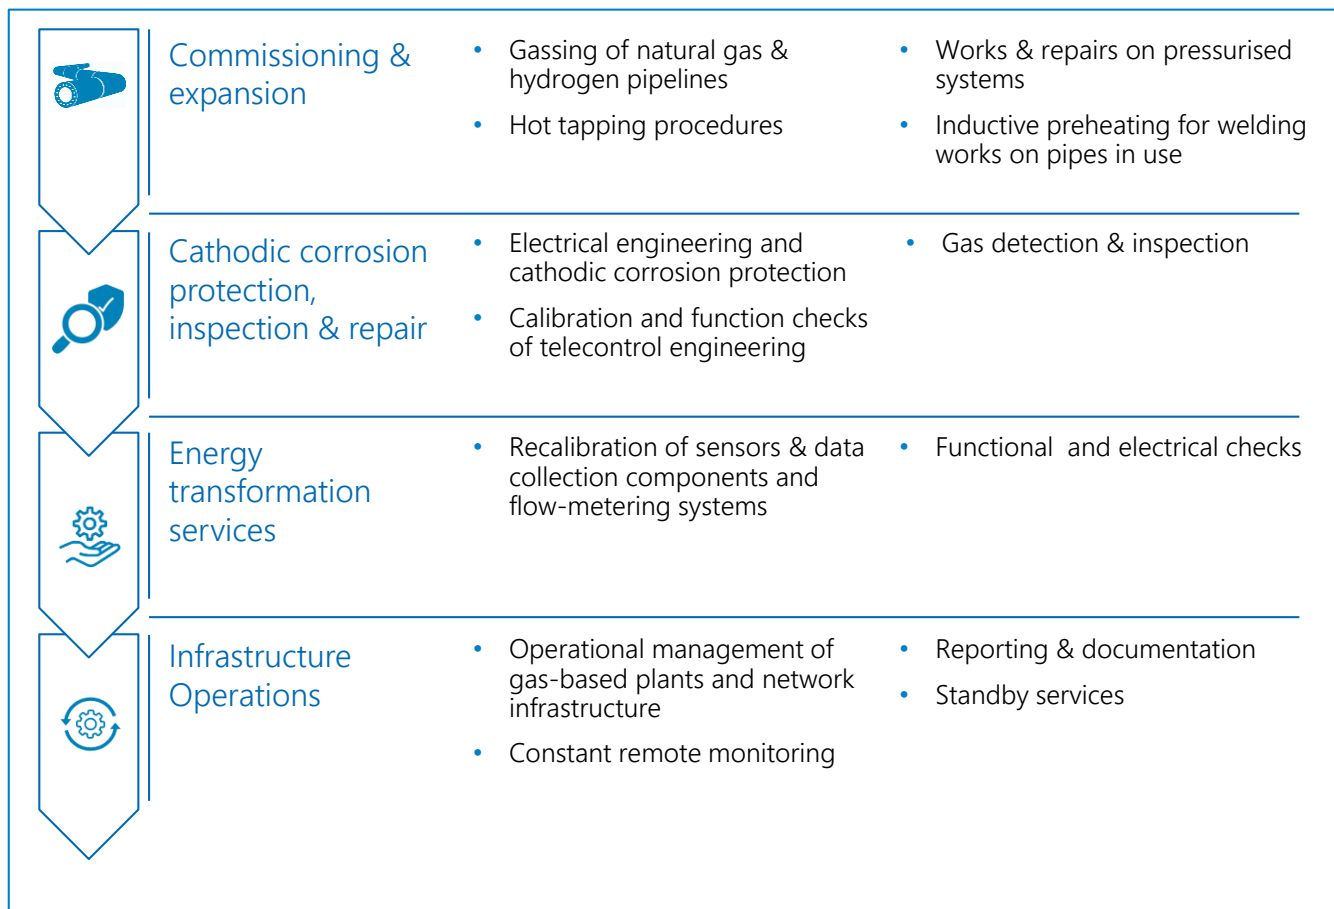 Commissioning &
expansion
• Gassing of natural gas &
hydrogen pipelines
• Hot tapping procedures
• Works & repairs on pressurised
systems
• Inductive preheating for welding
works on pipes in use
Cathodic corrosion
protection,
inspection & repair
• Electrical engineering and
cathodic corrosion protection
• Calibration and function checks
of telecontrol engineering
• Gas detection & inspection
Energy
transformation
services
• Recalibration of sensors & data
collection components and
flow-metering systems
• Functional  and electrical checks
Infrastructure
Operations
• Operational management of
gas-based plants and network
infrastructure
• Constant remote monitoring
• Reporting & documentation
• Standby services